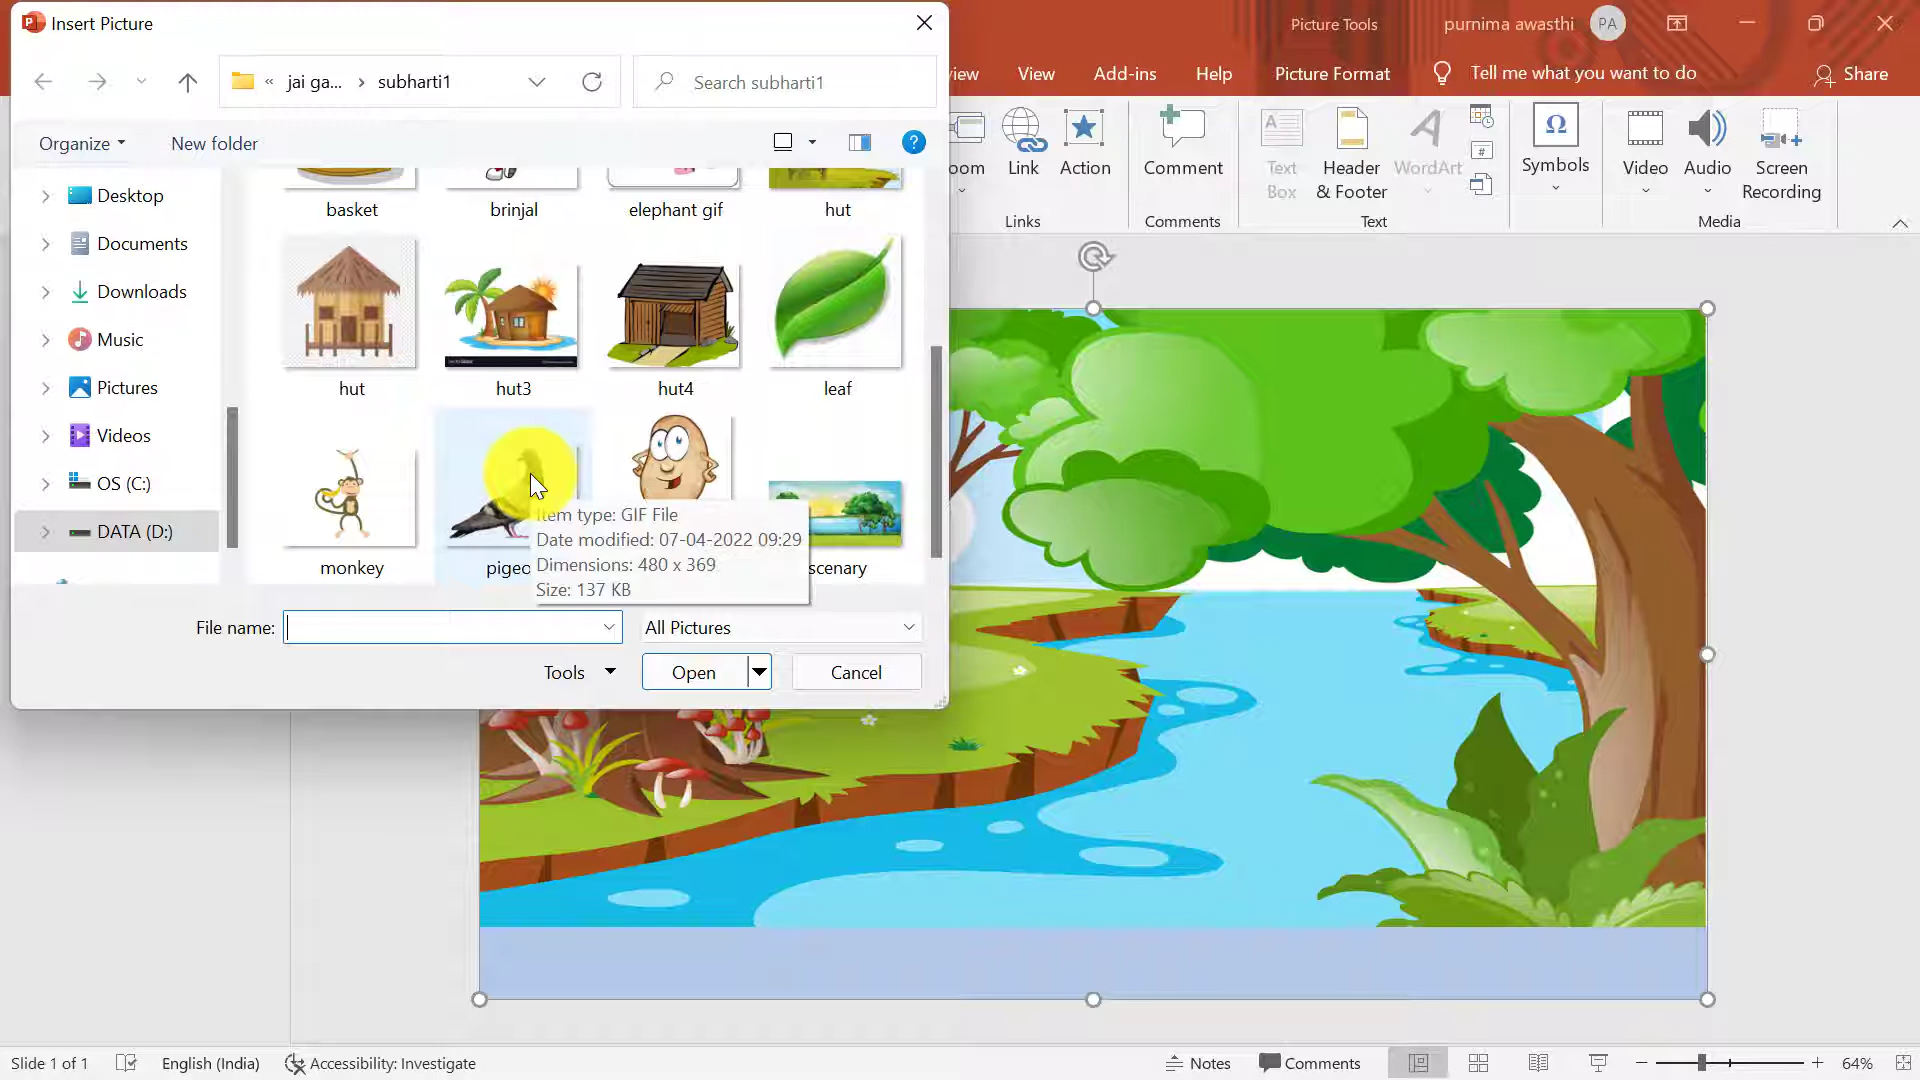 Insert Picture
Picture Tools
purnima awasthi
PA
« jai ga... › subharti1
Search subharti1
View
Add-ins
Help
Picture Format
Tell me what you want to do
Share
Organize
New folder
?
Desktop
Documents
Downloads
Music
Pictures
Videos
OS (C:)
DATA (D:)
basket
brinjal
elephant gif
hut
hut
hut3
hut4
leaf
monkey
pigeo
Item type: GIF File
Date modified: 07-04-2022 09:29
Dimensions: 480 x 369
Size: 137 KB
scenary
File name:
All Pictures
Tools
Open
Cancel
Link
Action
Links
Comment
Comments
Text
Box
Header
& Footer
WordArt
Text
Symbols
Video
Audio
Screen
Recording
Media
Slide 1 of 1
English (India)
Accessibility: Investigate
Notes
Comments
64%